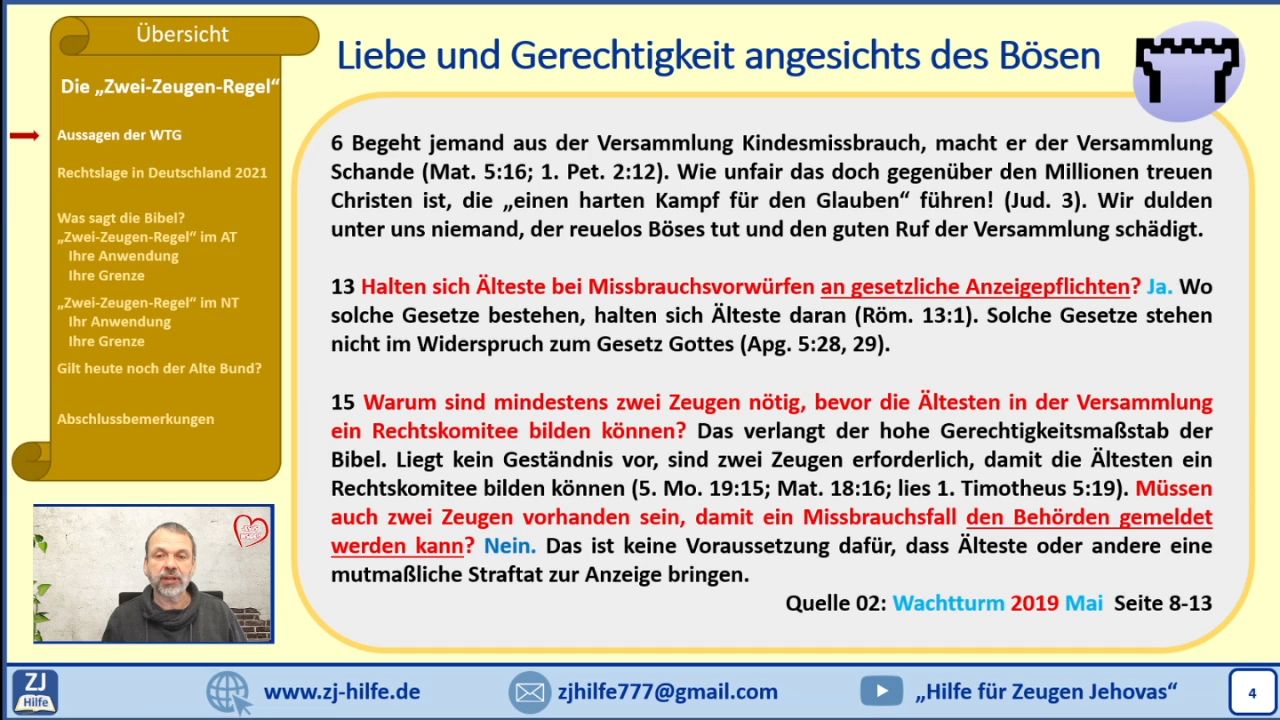 Übersicht
Die „Zwei-Zeugen-Regel“
Aussagen der WTG
Rechtslage in Deutschland 2021
Was sagt die Bibel?
„Zwei-Zeugen-Regel“ im AT
Ihre Anwendung
Ihre Grenze
„Zwei-Zeugen-Regel“ im NT
Ihr Anwendung
Ihre Grenze
Gilt heute noch der Alte Bund?
Abschlussbemerkungen
Liebe und Gerechtigkeit angesichts des Bösen
6 Begeht jemand aus der Versammlung Kindesmissbrauch, macht er der Versammlung
Schande (Mat. 5:16; 1. Pet. 2:12). Wie unfair das doch gegenüber den Millionen treuen
Christen ist, die „einen harten Kampf für den Glauben“ führen! (Jud. 3). Wir dulden
unter uns niemand, der reuelos Böses tut und den guten Ruf der Versammlung schädigt.
13 Halten sich Älteste bei Missbrauchsvorwürfen an gesetzliche Anzeigepflichten? Ja. Wo
solche Gesetze bestehen, halten sich Älteste daran (Röm. 13:1). Solche Gesetze stehen
nicht im Widerspruch zum Gesetz Gottes (Apg. 5:28, 29).
15 Warum sind mindestens zwei Zeugen nötig, bevor die Ältesten in der Versammlung
ein Rechtskomitee bilden können? Das verlangt der hohe Gerechtigkeitsmaßstab der
Bibel. Liegt kein Geständnis vor, sind zwei Zeugen erforderlich, damit die Ältesten ein
Rechtskomitee bilden können (5. Mo. 19:15; Mat. 18:16; lies 1. Timotheus 5:19). Müssen
auch zwei Zeugen vorhanden sein, damit ein Missbrauchsfall den Behörden gemeldet
werden kann? Nein. Das ist keine Voraussetzung dafür, dass Älteste oder andere eine
mutmaßliche Straftat zur Anzeige bringen.
Quelle 02: Wachtturm 2019 Mai Seite 8-13
ZJ
Hilfe
www.zj-hilfe.de
zjhilfe777@gmail.com
„Hilfe für Zeugen Jehovas“
4